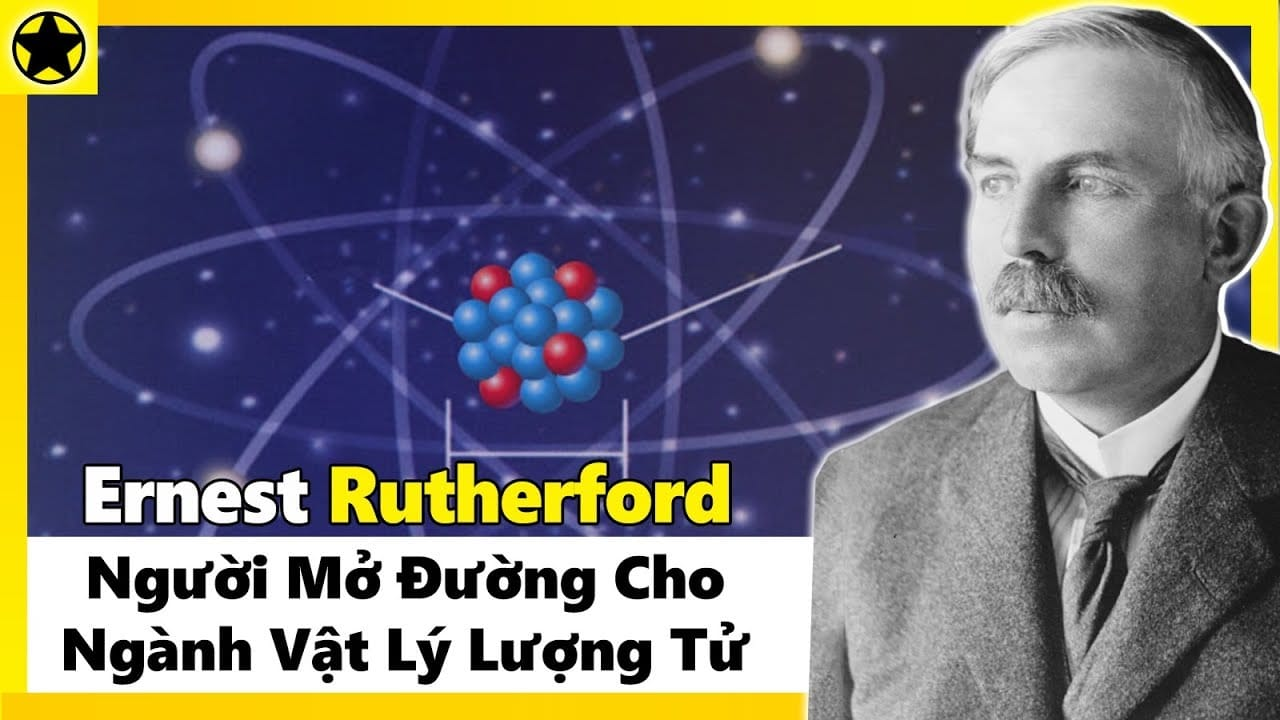 Ernest Rutherford
Người Mở Đường Cho
Ngành Vật Lý Lượng Tử